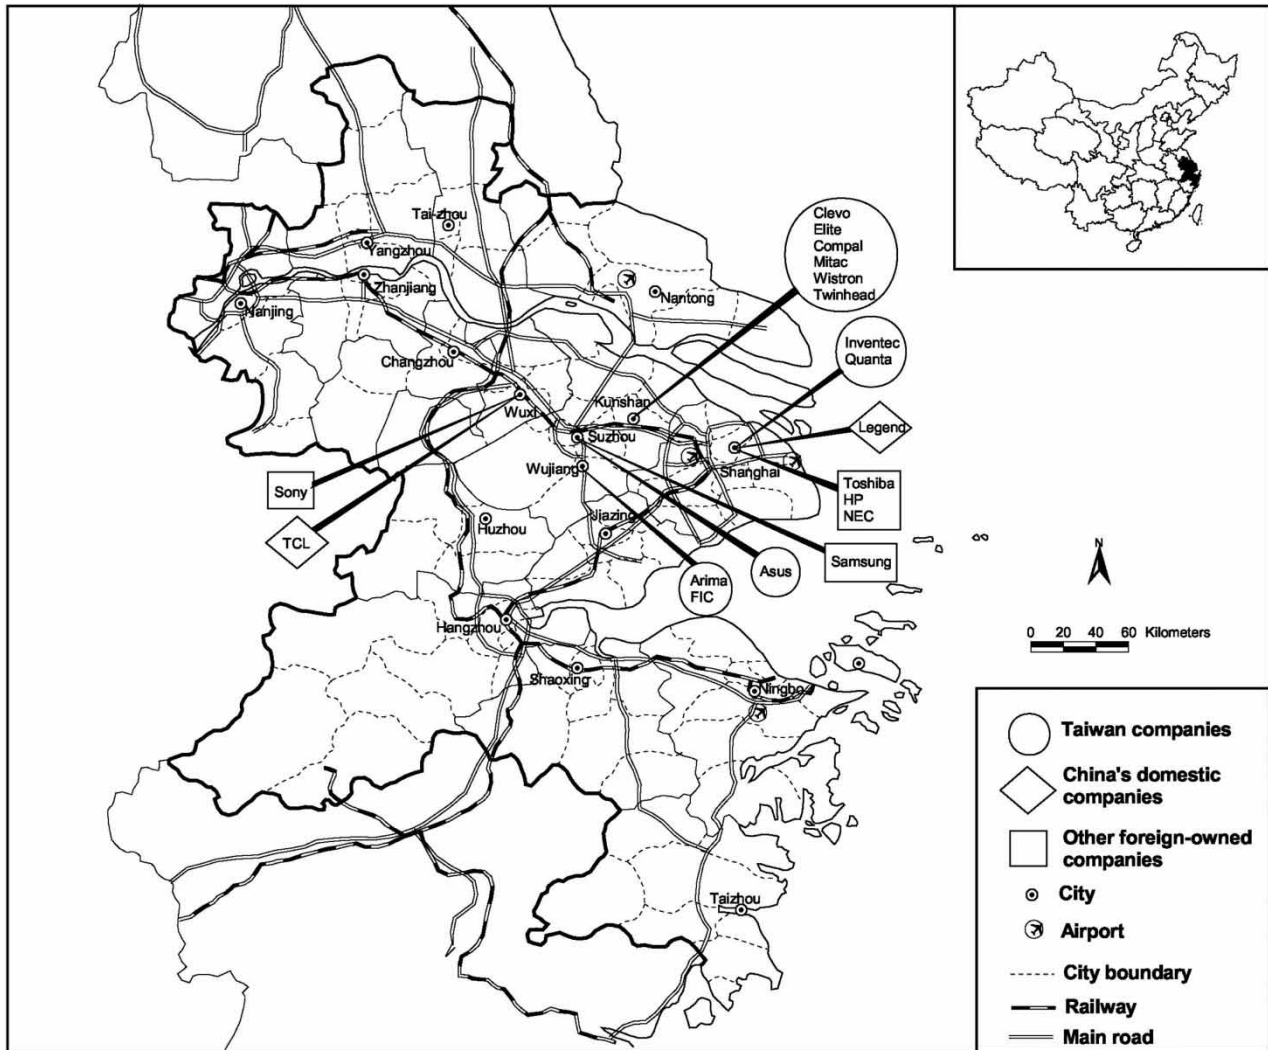 Tai-zhou
Yangzhou
Zhanjiang
Nanjing
Nantong
Changzhou
Wuxi
Kunshan
Suzhou
Wujiang
Shanghai
Huzhou
Jiazing
Hangzhou
Shaoxing
Ningbo
Taizhou
Clevo
Elite
Compal
Mitac
Wistron
Twinhead
Inventec
Quanta
Legend
Toshiba
HP
NEC
Sony
TCL
Samsung
Asus
Arima
FIC
N
0 20 40 60 Kilometers
Taiwan companies
China's domestic
companies
Other foreign-owned
companies
City
Airport
City boundary
Railway
Main road